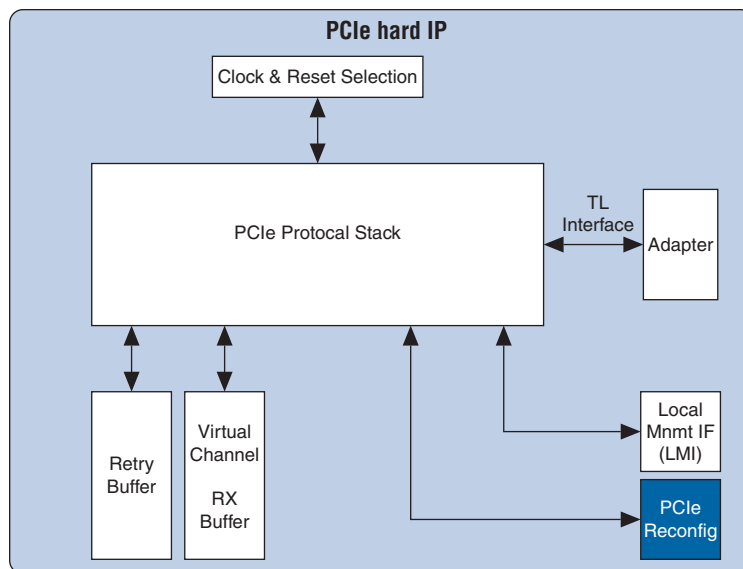 PCIe hard IP
Clock & Reset Selection
PCIe Protocal Stack
TL
Interface
Adapter
Retry
Buffer
Virtual
Channel
RX
Buffer
Local
Mnmt IF
(LMI)
PCIe
Reconfig